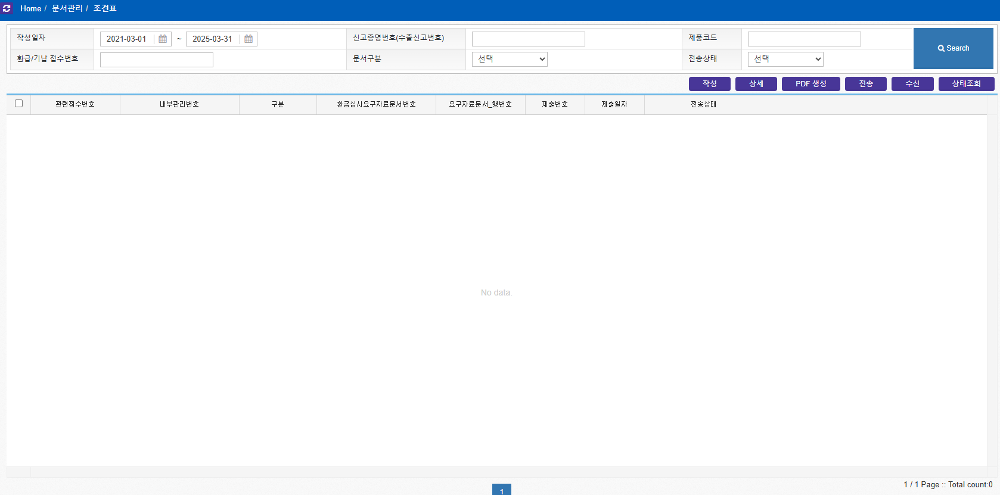 Home / 문서관리 / 조건표
작성일자 2021-03-01 ~ 2025-03-31 신고증명번호(수출신고번호) 제품코드
Search
환급/기납 접수번호 문서구분 선택 전송상태 선택
작성 상세 PDF 생성 전송 수신 상태조회
관련접수번호 내부관리번호 구분 환급심사요구자료문서번호 요구자료문서_행번호 제출번호 제출일자 전송상태
No data.
1 / 1 Page :: Total count:0
1